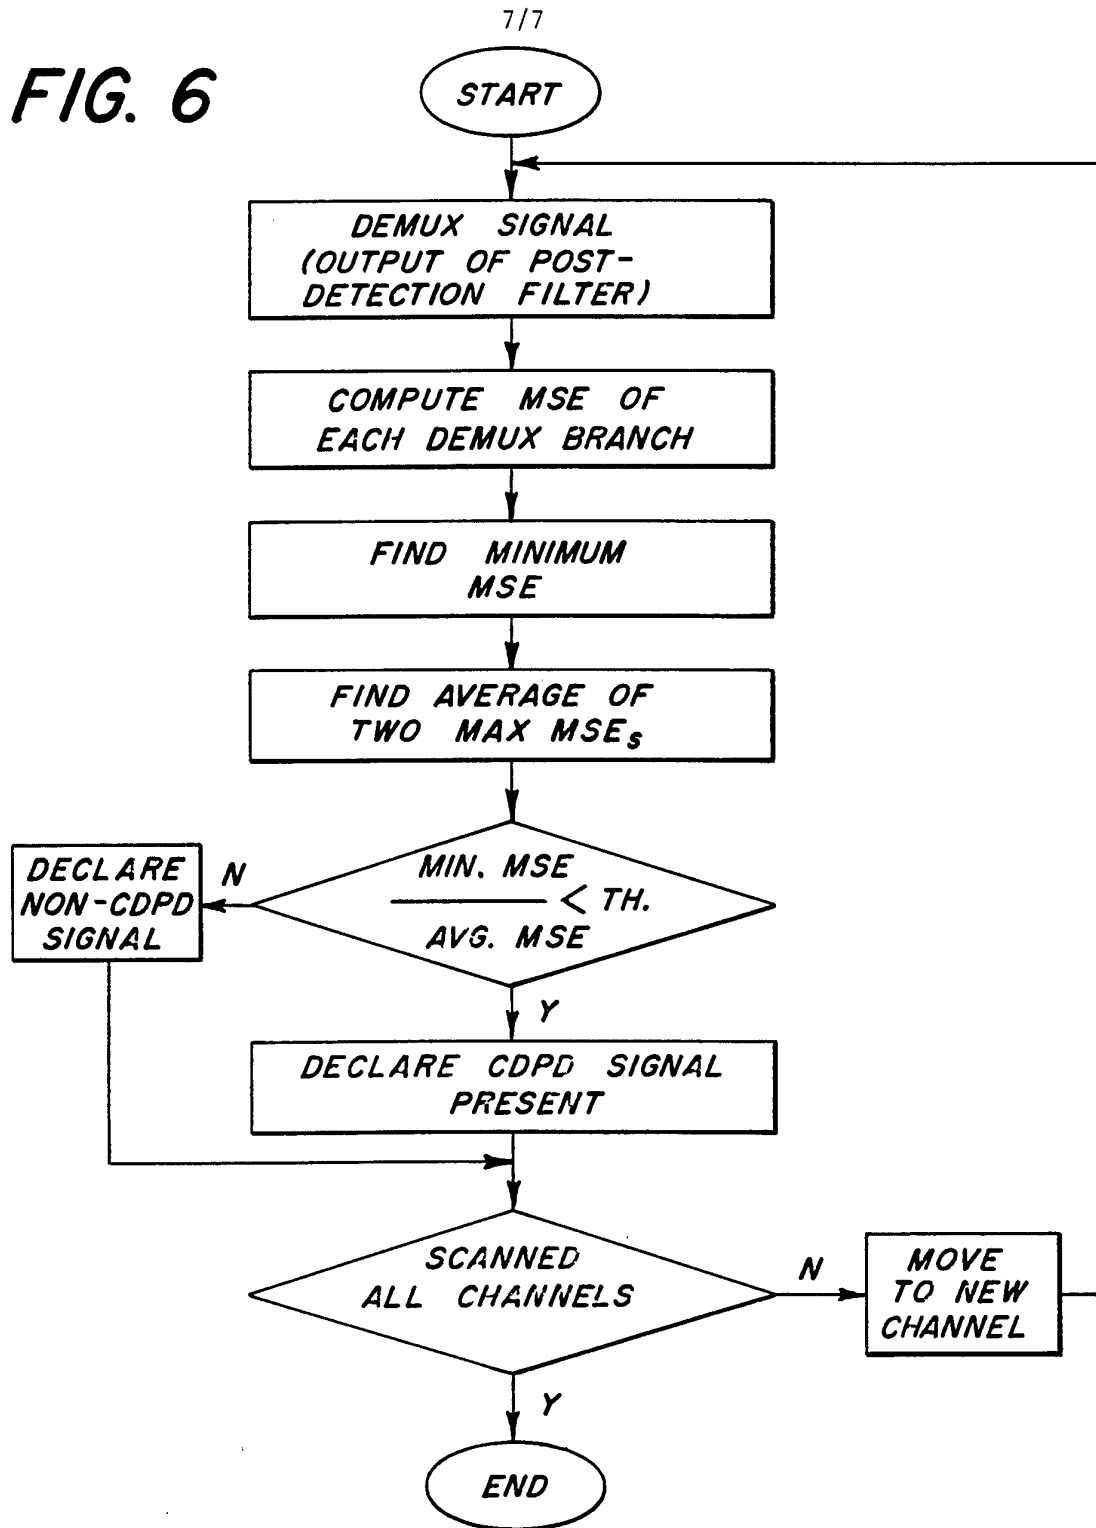 7/7
FIG. 6
START
DEMUX SIGNAL
(OUTPUT OF POST-
DETECTION FILTER)
COMPUTE MSE OF
EACH DEMUX BRANCH
FIND MINIMUM
MSE
FIND AVERAGE OF
TWO MAX MSEs
MIN. MSE
< TH.
AVG. MSE
N
DECLARE
NON-CDPD
SIGNAL
Y
DECLARE CDPD SIGNAL
PRESENT
SCANNED
ALL CHANNELS
N
MOVE
TO NEW
CHANNEL
Y
END